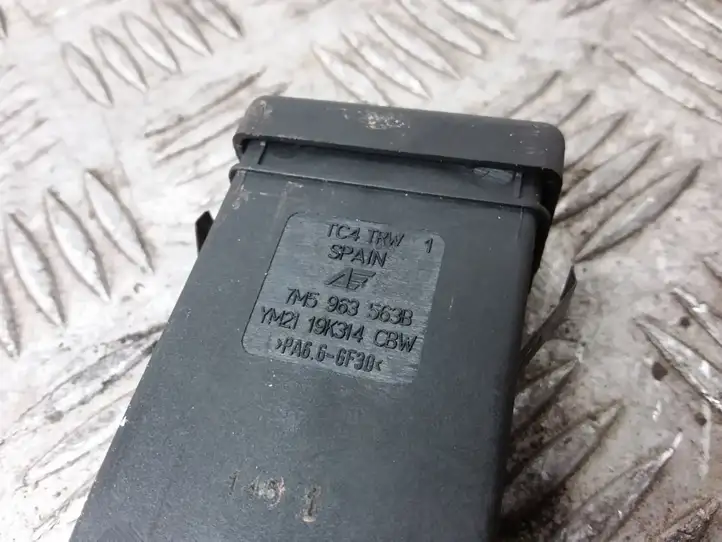 TC4 TRW 1
SPAIN
7M5 963 563B
YM21 19K314 CBW
>PA6.6-GF30<